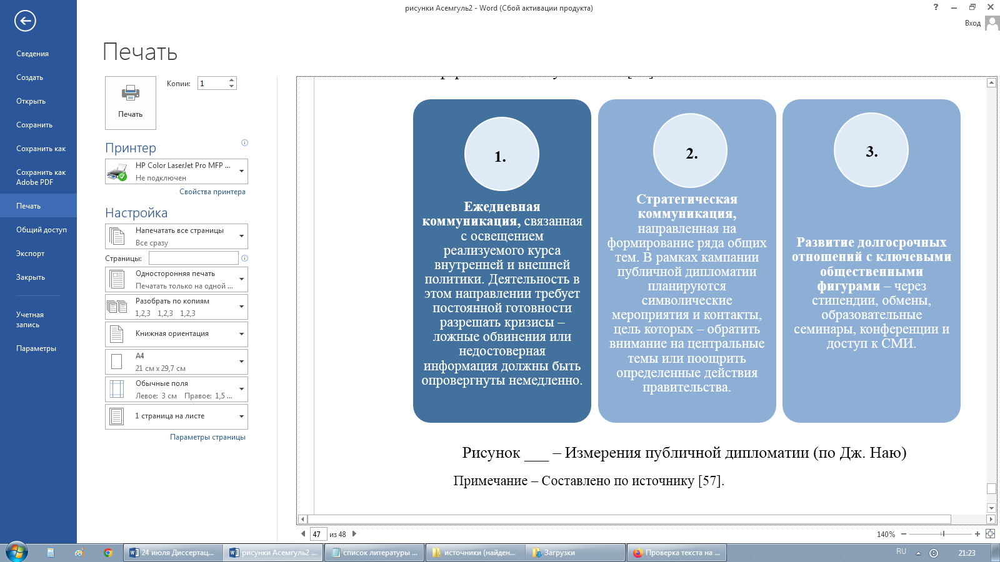 рисунки Асемгуль2 - Word (Сбой активации продукта)
?
Вход
Сведения
Создать
Открыть
Сохранить
Сохранить как
Сохранить как
Adobe PDF
Печать
Общий доступ
Экспорт
Закрыть
Учетная
запись
Параметры
Печать
Печать
Копии: 1
Принтер
HP Color LaserJet Pro MFP ...
Не подключен
Свойства принтера
Настройка
Напечатать все страницы
Все сразу
Страницы:
Односторонняя печать
Печатать только на одной ...
Разобрать по копиям
1,2,3 1,2,3 1,2,3
Книжная ориентация
A4
21 см x 29,7 см
Обычные поля
Левое: 3 см Правое: 1,5 ...
1 страница на листе
Параметры страницы
1.
Ежедневная
коммуникация, связанная
с освещением
реализуемого курса
внутренней и внешней
политики. Деятельность в
этом направлении требует
постоянной готовности
разрешать кризисы –
ложные обвинения или
недостоверная
информация должны быть
опровергнуты немедленно.
2.
Стратегическая
коммуникация,
направленная на
формирование ряда общих
тем. В рамках кампании
публичной дипломатии
планируются
символические
мероприятия и контакты,
цель которых – обратить
внимание на центральные
темы или поощрить
определенные действия
правительства.
3.
Развитие долгосрочных
отношений с ключевыми
общественными
фигурами – через
стипендии, обмены,
образовательные
семинары, конференции и
доступ к СМИ.
Рисунок ___ – Измерения публичной дипломатии (по Дж. Наю)
Примечание – Составлено по источнику [57].
47 из 48
140%
24 июля Диссертац...
рисунки Асемгуль2 ...
список литературы ...
источники (найден...
Загрузки
Проверка текста на ...
RU
21:23